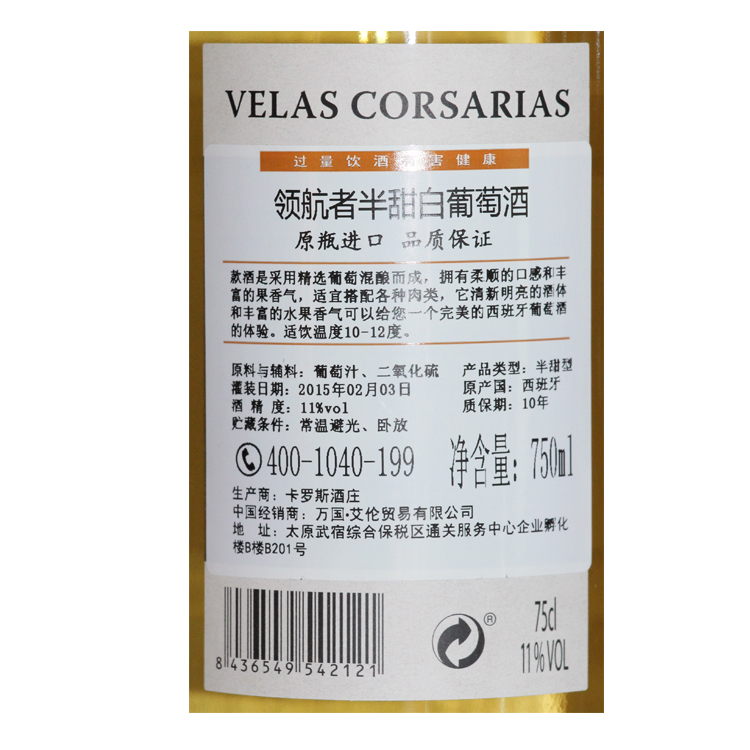 VELAS CORSARIAS
过量饮酒有害健康
领航者半甜白葡萄酒
原瓶进口 品质保证
款酒是采用精选葡萄混酿而成，拥有柔顺的口感和丰
富的果香气，适宜搭配各种肉类，它清新明亮的酒体
和丰富的水果香气可以给您一个完美的西班牙葡萄酒
的体验。适饮温度10-12度。
原料与辅料：葡萄汁、二氧化硫 产品类型：半甜型
灌装日期：2015年02月03日 原产国：西班牙
酒 精 度：11%vol 质保期：10年
贮藏条件：常温避光、卧放
400-1040-199 净含量：750ml
生产商：卡罗斯酒庄
中国经销商：万国·艾伦贸易有限公司
地 址：太原武宿综合保税区通关服务中心企业孵化
楼B楼B201号
8 436549 542121
®
75cl
11%VOL